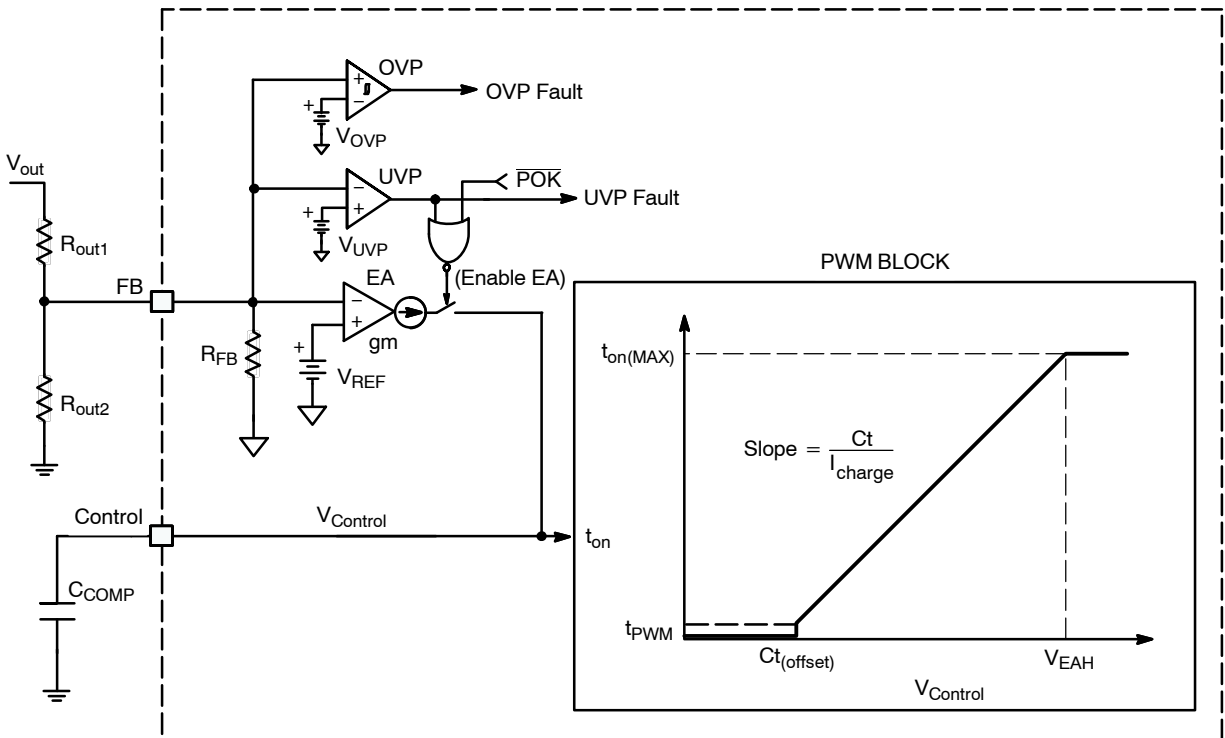 OVP
+
−
OVP Fault
+
V_OVP
V_out
UVP
−
+
POK
UVP Fault
+
V_UVP
R_out1
PWM BLOCK
FB
EA
(Enable EA)
−
+
gm
t_on(MAX)
R_FB
+
V_REF
R_out2
Slope = Ct / I_charge
Control
V_Control
t_on
C_COMP
t_PWM
Ct_(offset)
V_EAH
V_Control